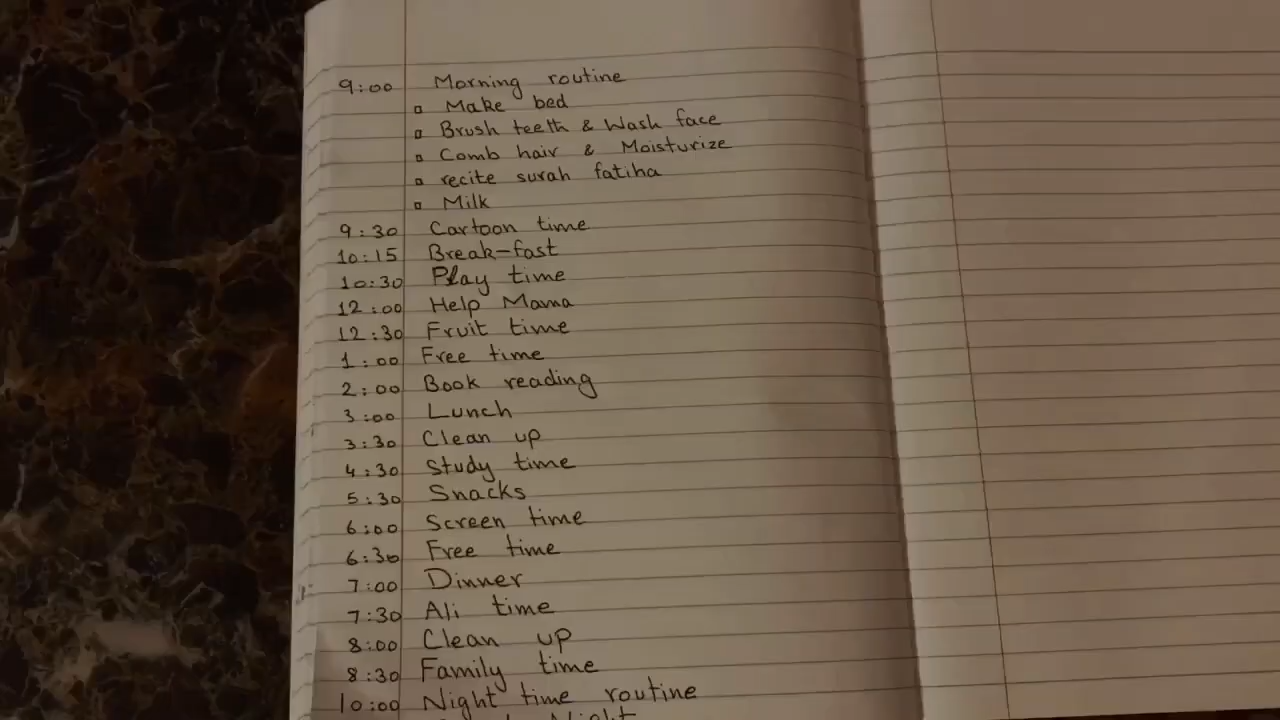 9:00 Morning routine
▫ Make bed
▫ Brush teeth & Wash face
▫ Comb hair & Moisturize
▫ recite surah fatiha
▫ Milk
9:30 Cartoon time
10:15 Break-fast
10:30 Play time
12:00 Help Mama
12:30 Fruit time
1:00 Free time
2:00 Book reading
3:00 Lunch
3:30 Clean up
4:30 Study time
5:30 Snacks
6:00 Screen time
6:30 Free time
7:00 Dinner
7:30 Ali time
8:00 Clean up
8:30 Family time
10:00 Night time routine
Night